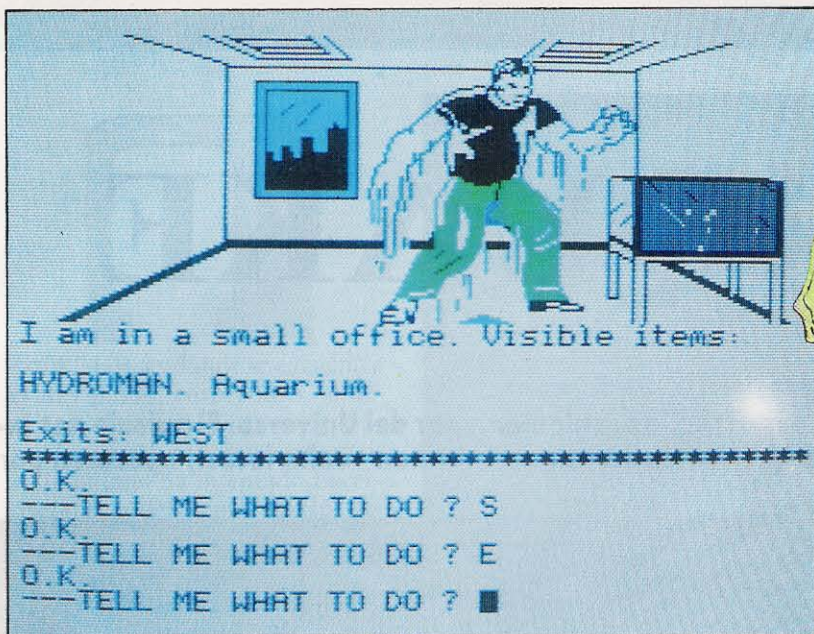 I am in a small office. Visible items:
HYDROMAN. Aquarium.
Exits: WEST
*************************************************
O.K.
---TELL ME WHAT TO DO ? S
O.K.
---TELL ME WHAT TO DO ? E
O.K.
---TELL ME WHAT TO DO ?